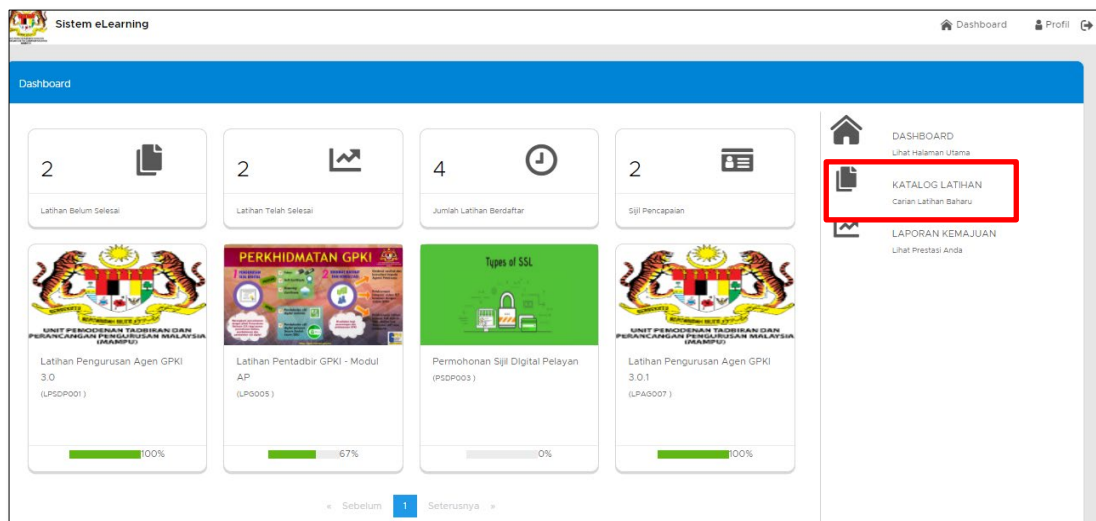 Sistem eLearning
Dashboard
Profil
Dashboard
2
Latihan Belum Selesai
2
Latihan Telah Selesai
4
Jumlah Latihan Berdaftar
2
Sijil Pencapaian
DASHBOARD
Lihat Halaman Utama
KATALOG LATIHAN
Carian Latihan Baharu
LAPORAN KEMAJUAN
Lihat Prestasi Anda
UNIT PEMODENAN TADBIRAN DAN
PERANCANGAN PENGURUSAN MALAYSIA
(MAMPU)
Latihan Pengurusan Agen GPKI
3.0
(LPSDP001 )
100%
PERKHIDMATAN GPKI
Latihan Pentadbir GPKI - Modul
AP
(LPG005 )
67%
Types of SSL
Permohonan Sijil DIgital Pelayan
(PSDP003 )
0%
UNIT PEMODENAN TADBIRAN DAN
PERANCANGAN PENGURUSAN MALAYSIA
(MAMPU)
Latihan Pengurusan Agen GPKI
3.0.1
(LPAG007 )
100%
« Sebelum 1 Seterusnya »